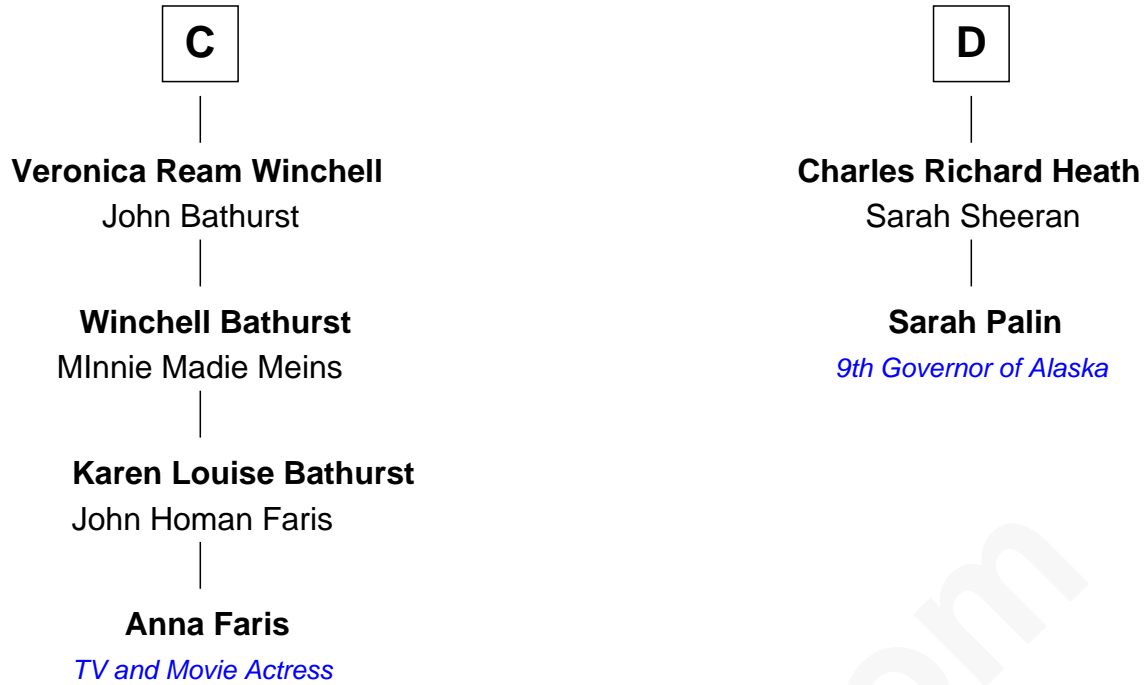 C
Veronica Ream Winchell
John Bathurst
Winchell Bathurst
MInnie Madie Meins
Karen Louise Bathurst
John Homan Faris
Anna Faris
TV and Movie Actress
D
Charles Richard Heath
Sarah Sheeran
Sarah Palin
9th Governor of Alaska
om